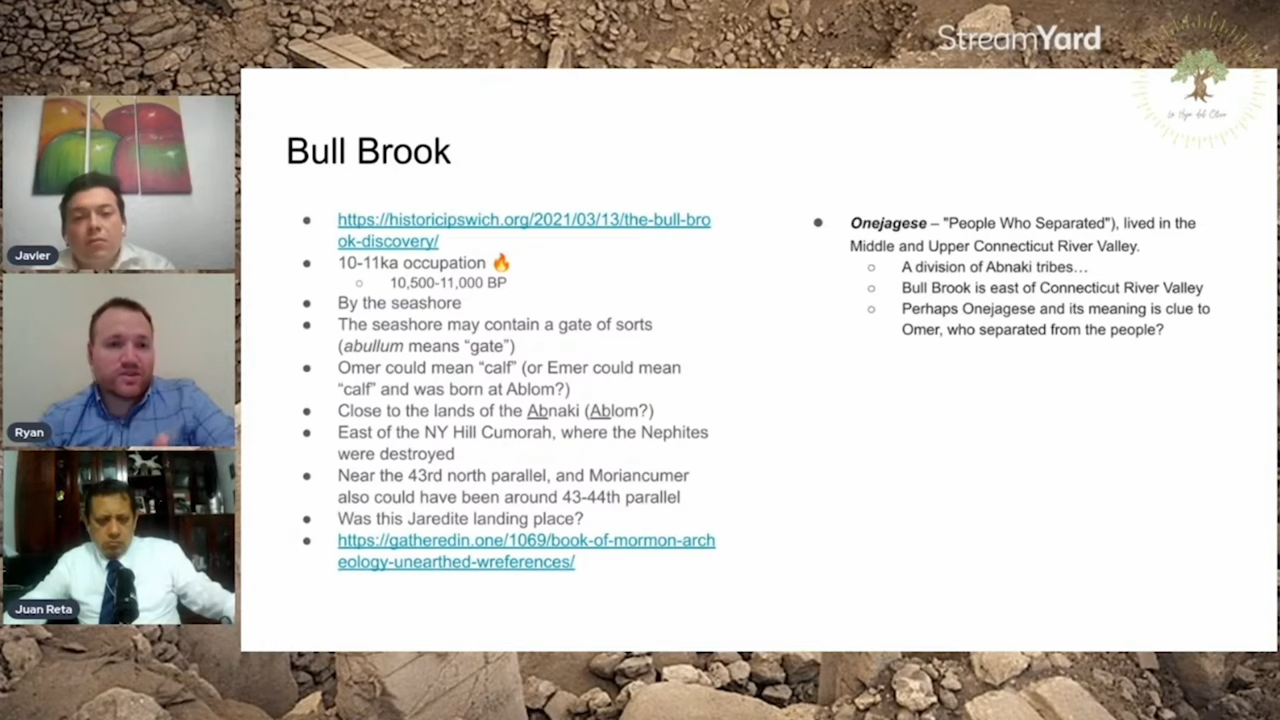 StreamYard
La Hoja del Olivo
Bull Brook
https://historicipswich.org/2021/03/13/the-bull-bro
ok-discovery/
10-11ka occupation 🔥
10,500-11,000 BP
By the seashore
The seashore may contain a gate of sorts
(abullum means “gate”)
Omer could mean “calf” (or Emer could mean
“calf” and was born at Ablom?)
Close to the lands of the Abnaki (Ablom?)
East of the NY Hill Cumorah, where the Nephites
were destroyed
Near the 43rd north parallel, and Moriancumer
also could have been around 43-44th parallel
Was this Jaredite landing place?
https://gatheredin.one/1069/book-of-mormon-arch
eology-unearthed-wreferences/
Onejagese – "People Who Separated"), lived in the
Middle and Upper Connecticut River Valley.
A division of Abnaki tribes…
Bull Brook is east of Connecticut River Valley
Perhaps Onejagese and its meaning is clue to
Omer, who separated from the people?
Javier
Ryan
Juan Reta